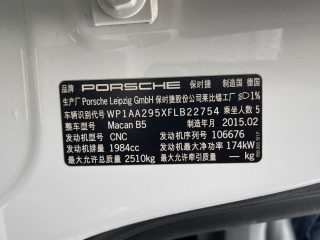 品牌 PORSCHE 保时捷 制造国 德国
生产厂 Porsche Leipzig GmbH 保时捷股份公司莱比锡工厂 1%
车辆识别代号 WP1AA295XFLB22754 乘坐人数 5
整车型号 Macan B5 制造年月 2015.02
发动机型号 CNC 发动机序号 106676
发动机排量 1984cc 发动机最大净功率 174kW
最大允许总质量 2510kg 最大允许牵引质量 — kg